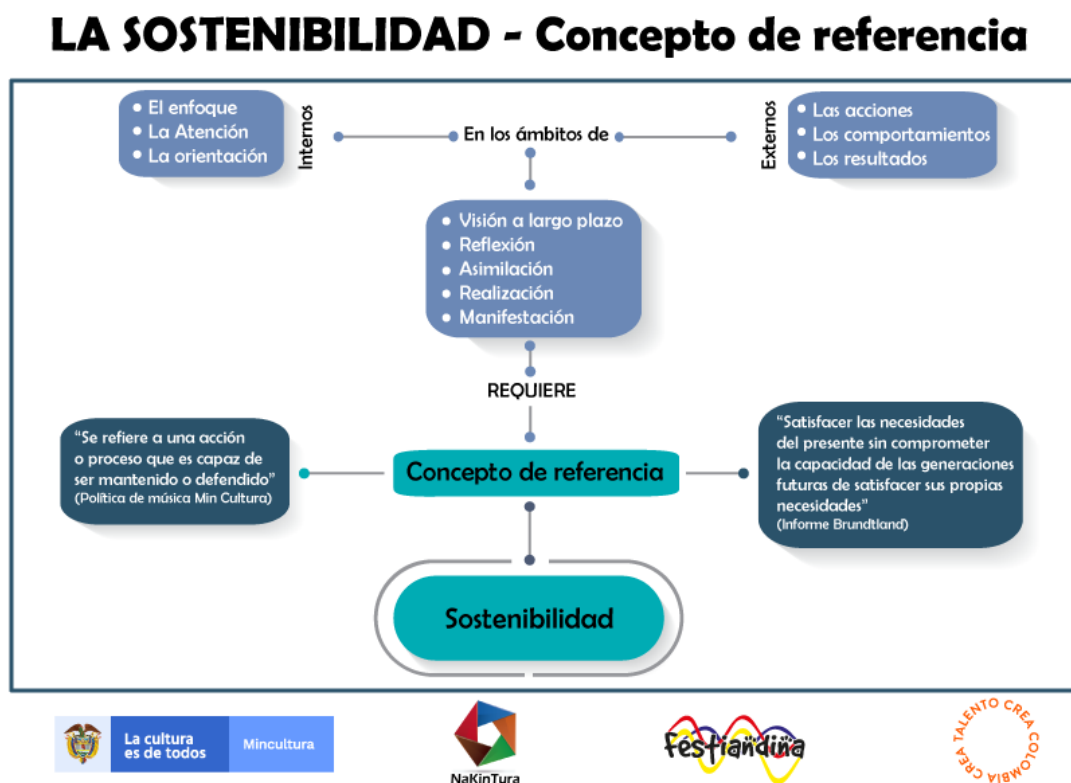 LA SOSTENIBILIDAD - Concepto de referencia
• El enfoque
• La Atención
• La orientación
Internos
En los ámbitos de
Externos
• Las acciones
• Los comportamientos
• Los resultados
• Visión a largo plazo
• Reflexión
• Asimilación
• Realización
• Manifestación
REQUIERE
“Se refiere a una acción
o proceso que es capaz de
ser mantenido o defendido”
(Política de música Min Cultura)
Concepto de referencia
“Satisfacer las necesidades
del presente sin comprometer
la capacidad de las generaciones
futuras de satisfacer sus propias
necesidades”
(Informe Brundtland)
Sostenibilidad
La cultura
es de todos
Mincultura
NaKinTura
Festiandina
CREA TALENTO CREA COLOMBIA